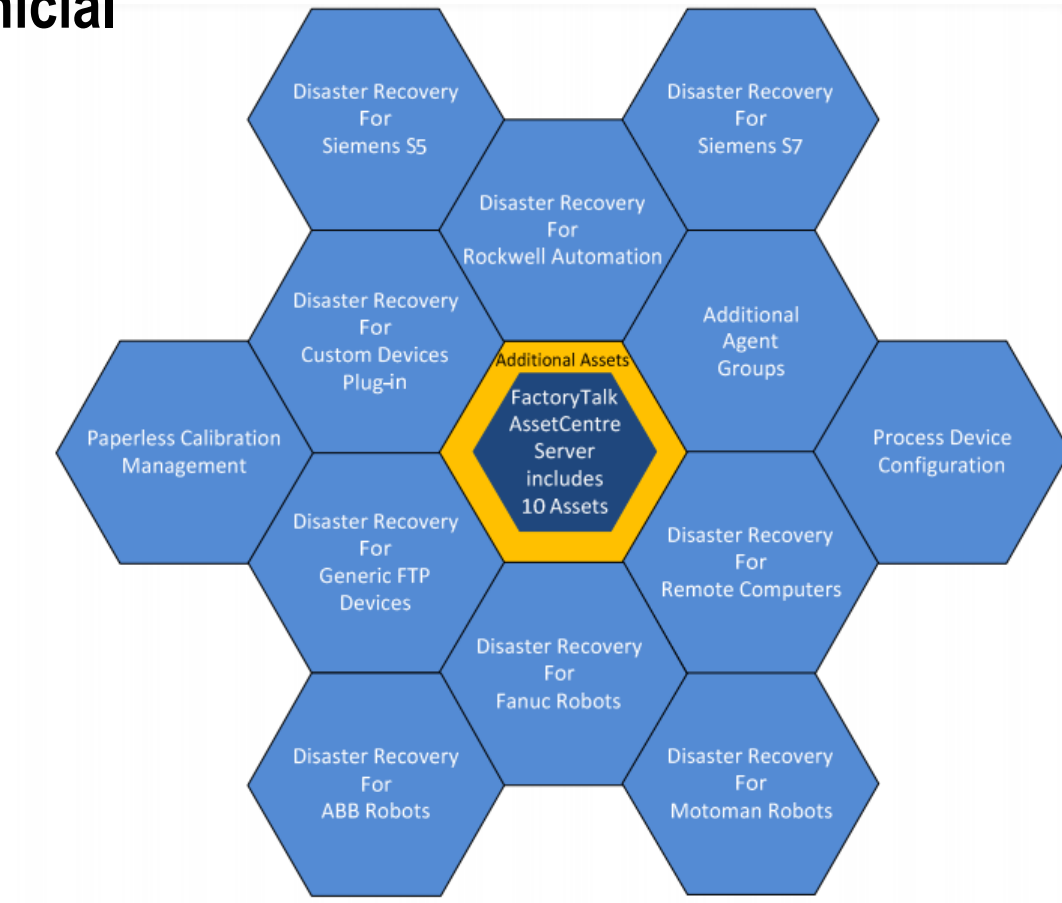 Disaster Recovery
For
Siemens S5
Disaster Recovery
For
Siemens S7
Disaster Recovery
For
Rockwell Automation
Disaster Recovery
For
Custom Devices
Plug-in
Additional
Agent
Groups
Additional Assets
FactoryTalk
AssetCentre
Server
includes
10 Assets
Paperless Calibration
Management
Process Device
Configuration
Disaster Recovery
For
Generic FTP
Devices
Disaster Recovery
For
Remote Computers
Disaster Recovery
For
Fanuc Robots
Disaster Recovery
For
ABB Robots
Disaster Recovery
For
Motoman Robots